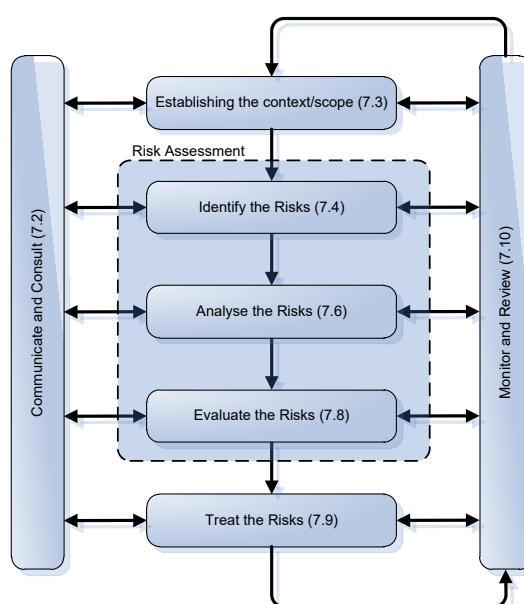 Establishing the context/scope (7.3)
Risk Assessment
Identify the Risks (7.4)
Analyse the Risks (7.6)
Evaluate the Risks (7.8)
Treat the Risks (7.9)
Communicate and Consult (7.2)
Monitor and Review (7.10)